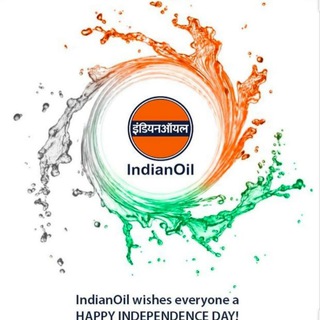 इंडियनऑयल
IndianOil
IndianOil wishes everyone a
HAPPY INDEPENDENCE DAY!